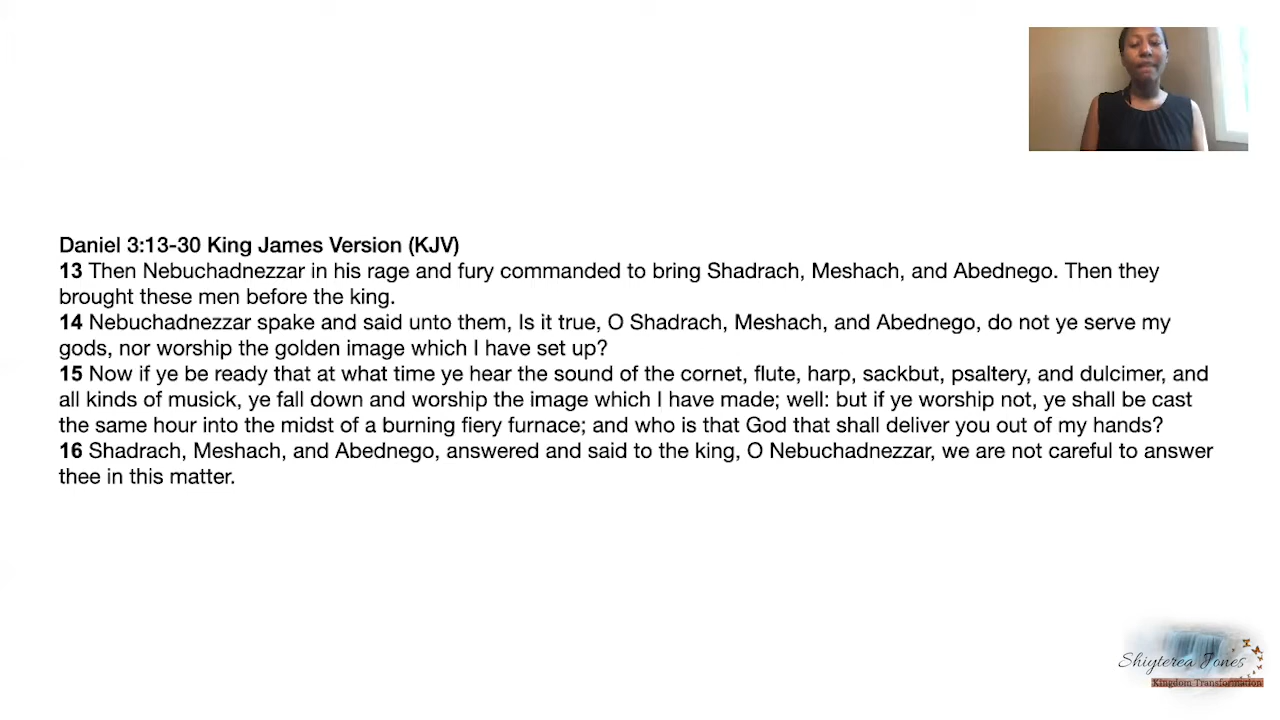 Daniel 3:13-30 King James Version (KJV)
13 Then Nebuchadnezzar in his rage and fury commanded to bring Shadrach, Meshach, and Abednego. Then they
brought these men before the king.
14 Nebuchadnezzar spake and said unto them, Is it true, O Shadrach, Meshach, and Abednego, do not ye serve my
gods, nor worship the golden image which I have set up?
15 Now if ye be ready that at what time ye hear the sound of the cornet, flute, harp, sackbut, psaltery, and dulcimer, and
all kinds of musick, ye fall down and worship the image which I have made; well: but if ye worship not, ye shall be cast
the same hour into the midst of a burning fiery furnace; and who is that God that shall deliver you out of my hands?
16 Shadrach, Meshach, and Abednego, answered and said to the king, O Nebuchadnezzar, we are not careful to answer
thee in this matter.
Shiyterea Jones
Kingdom Transformation